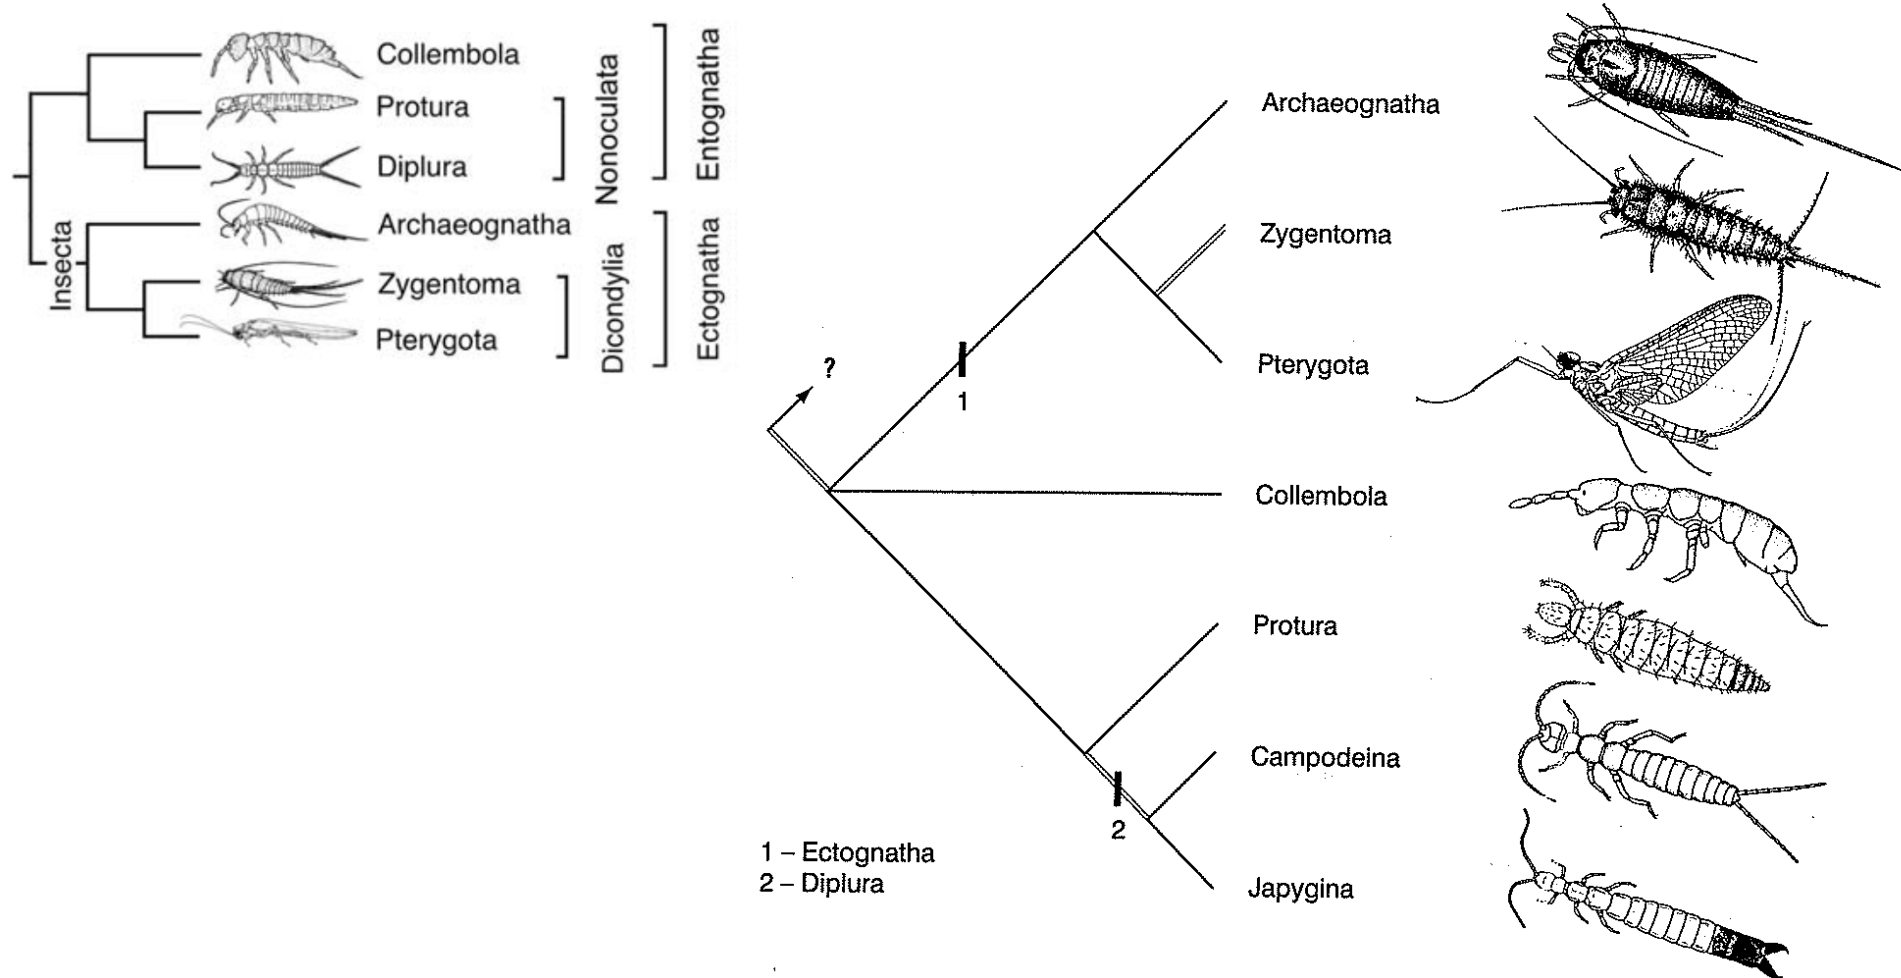 Collembola
Protura
Diplura
Archaeognatha
Zygentoma
Pterygota
Insecta
Nonoculata
Entognatha
Dicondylia
Ectognatha
Archaeognatha
Zygentoma
Pterygota
Collembola
Protura
Campodeina
Japygina
?
1
2
1 – Ectognatha
2 – Diplura